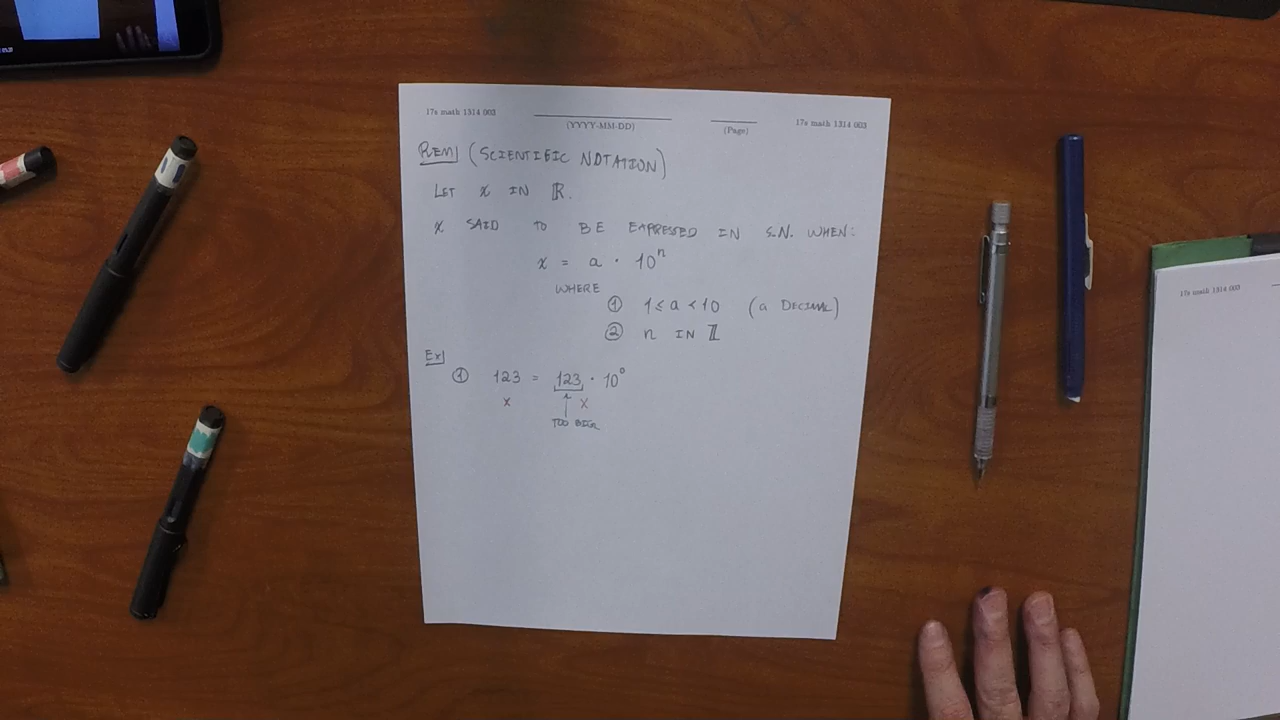 17s math 1314 003
(YYYY-MM-DD)
(Page)
17s math 1314 003
REM (SCIENTIFIC NOTATION)
LET x IN ℝ.
x SAID TO BE EXPRESSED IN S.N. WHEN:
x = a · 10ⁿ
WHERE
① 1 ≤ a < 10 (a DECIMAL)
② n IN ℤ
Ex
① 123 = 123 · 10⁰
x x
TOO BIG
17s math 1314 003